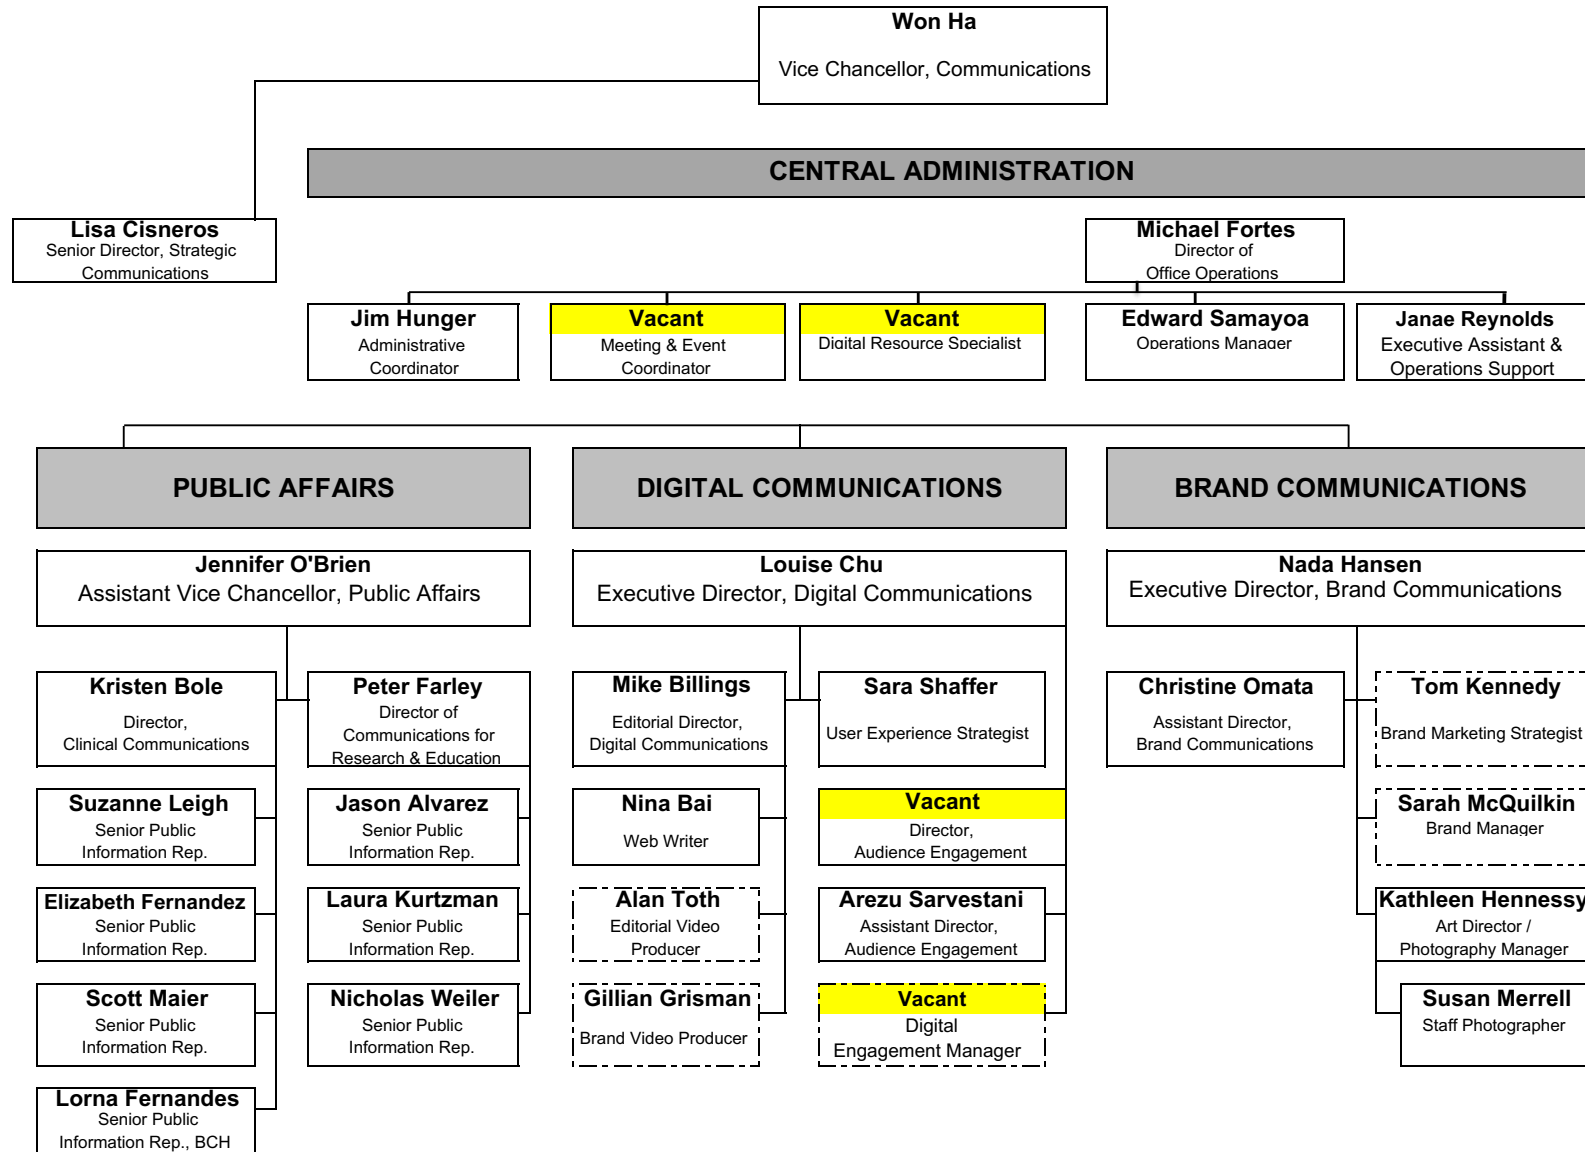 Won Ha
Vice Chancellor, Communications
CENTRAL ADMINISTRATION
Lisa Cisneros
Senior Director, Strategic
Communications
Michael Fortes
Director of
Office Operations
Jim Hunger
Administrative
Coordinator
Vacant
Meeting & Event
Coordinator
Vacant
Digital Resource Specialist
Edward Samayoa
Operations Manager
Janae Reynolds
Executive Assistant &
Operations Support
PUBLIC AFFAIRS
DIGITAL COMMUNICATIONS
BRAND COMMUNICATIONS
Jennifer O'Brien
Assistant Vice Chancellor, Public Affairs
Louise Chu
Executive Director, Digital Communications
Nada Hansen
Executive Director, Brand Communications
Kristen Bole
Director,
Clinical Communications
Peter Farley
Director of
Communications for
Research & Education
Mike Billings
Editorial Director,
Digital Communications
Sara Shaffer
User Experience Strategist
Christine Omata
Assistant Director,
Brand Communications
Tom Kennedy
Brand Marketing Strategist
Suzanne Leigh
Senior Public
Information Rep.
Jason Alvarez
Senior Public
Information Rep.
Nina Bai
Web Writer
Vacant
Director,
Audience Engagement
Sarah McQuilkin
Brand Manager
Elizabeth Fernandez
Senior Public
Information Rep.
Laura Kurtzman
Senior Public
Information Rep.
Alan Toth
Editorial Video
Producer
Arezu Sarvestani
Assistant Director,
Audience Engagement
Kathleen Hennessy
Art Director /
Photography Manager
Scott Maier
Senior Public
Information Rep.
Nicholas Weiler
Senior Public
Information Rep.
Gillian Grisman
Brand Video Producer
Vacant
Digital
Engagement Manager
Susan Merrell
Staff Photographer
Lorna Fernandes
Senior Public
Information Rep., BCH